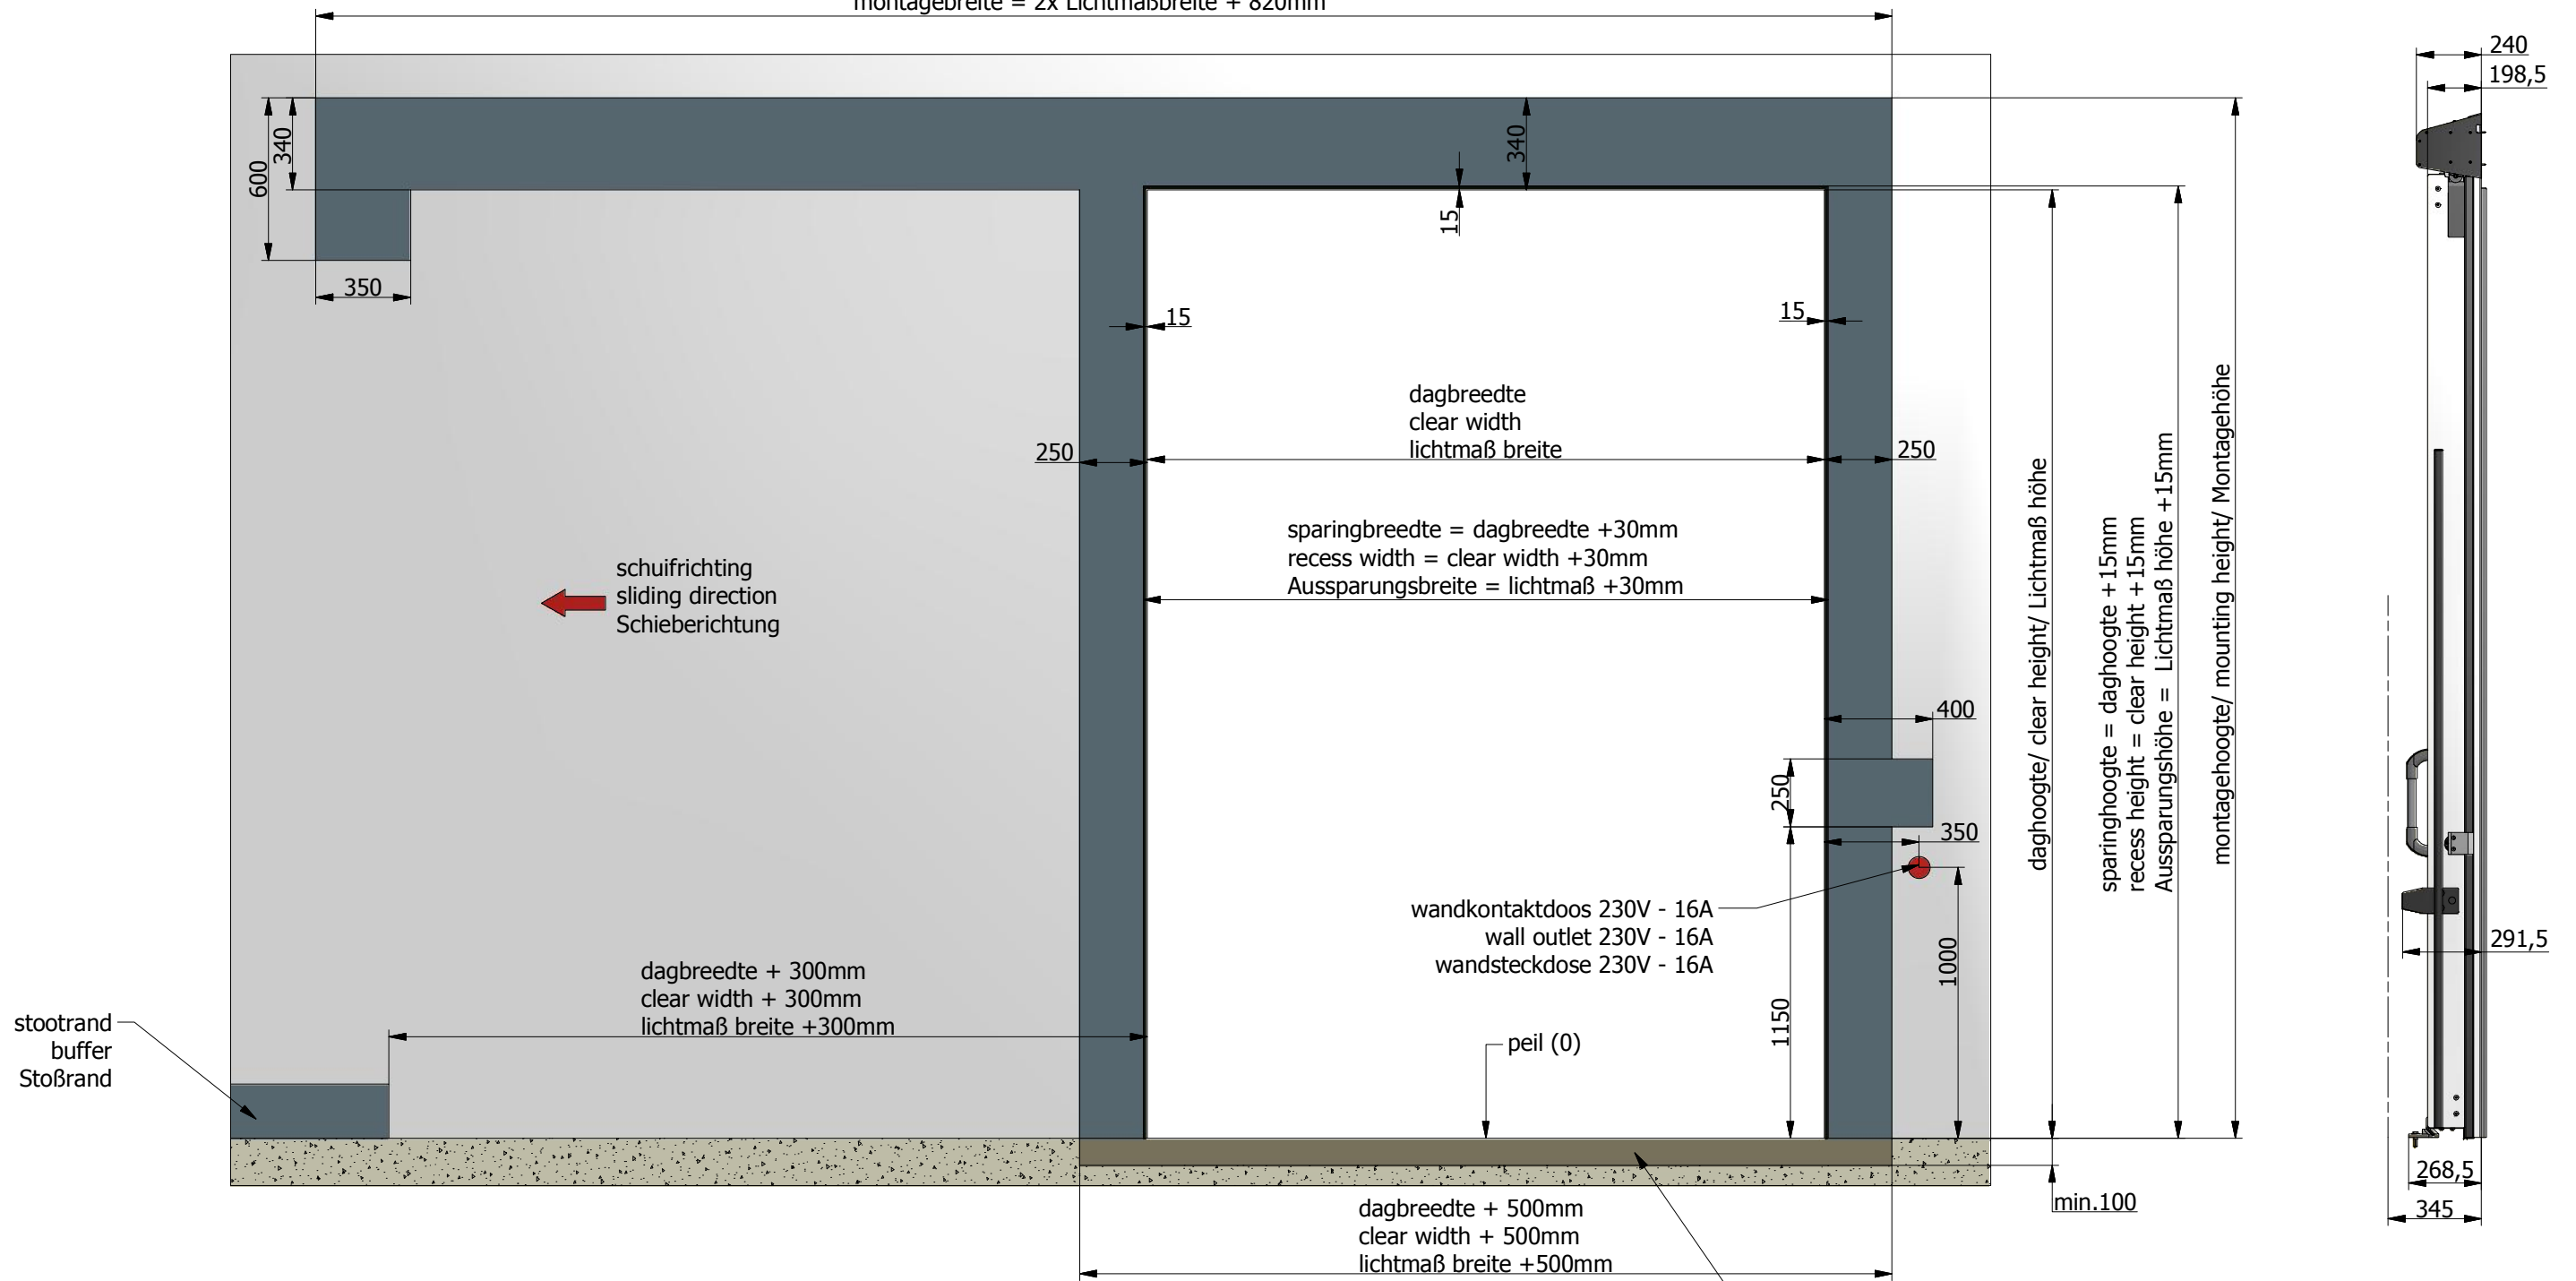 montagebreite = 2x Lichtmaßbreite + 820mm
240
198,5
600
340
340
15
350
15
15
dagbreedte
clear width
lichtmaß breite
250
250
sparingbreedte = dagbreedte +30mm
recess width = clear width +30mm
Aussparungsbreite = lichtmaß +30mm
schuifrichting
sliding direction
Schieberichtung
daghoogte/ clear height/ Lichtmaß höhe
sparinghoogte = daghoogte +15mm
recess height = clear height +15mm
Aussparungshöhe = Lichtmaß höhe +15mm
montagehoogte/ mounting height/ Montagehöhe
400
250
350
wandkontaktdoos 230V - 16A
wall outlet 230V - 16A
wandsteckdose 230V - 16A
1000
1150
291,5
dagbreedte + 300mm
clear width + 300mm
lichtmaß breite +300mm
stootrand
buffer
Stoßrand
peil (0)
268,5
345
min.100
dagbreedte + 500mm
clear width + 500mm
lichtmaß breite +500mm